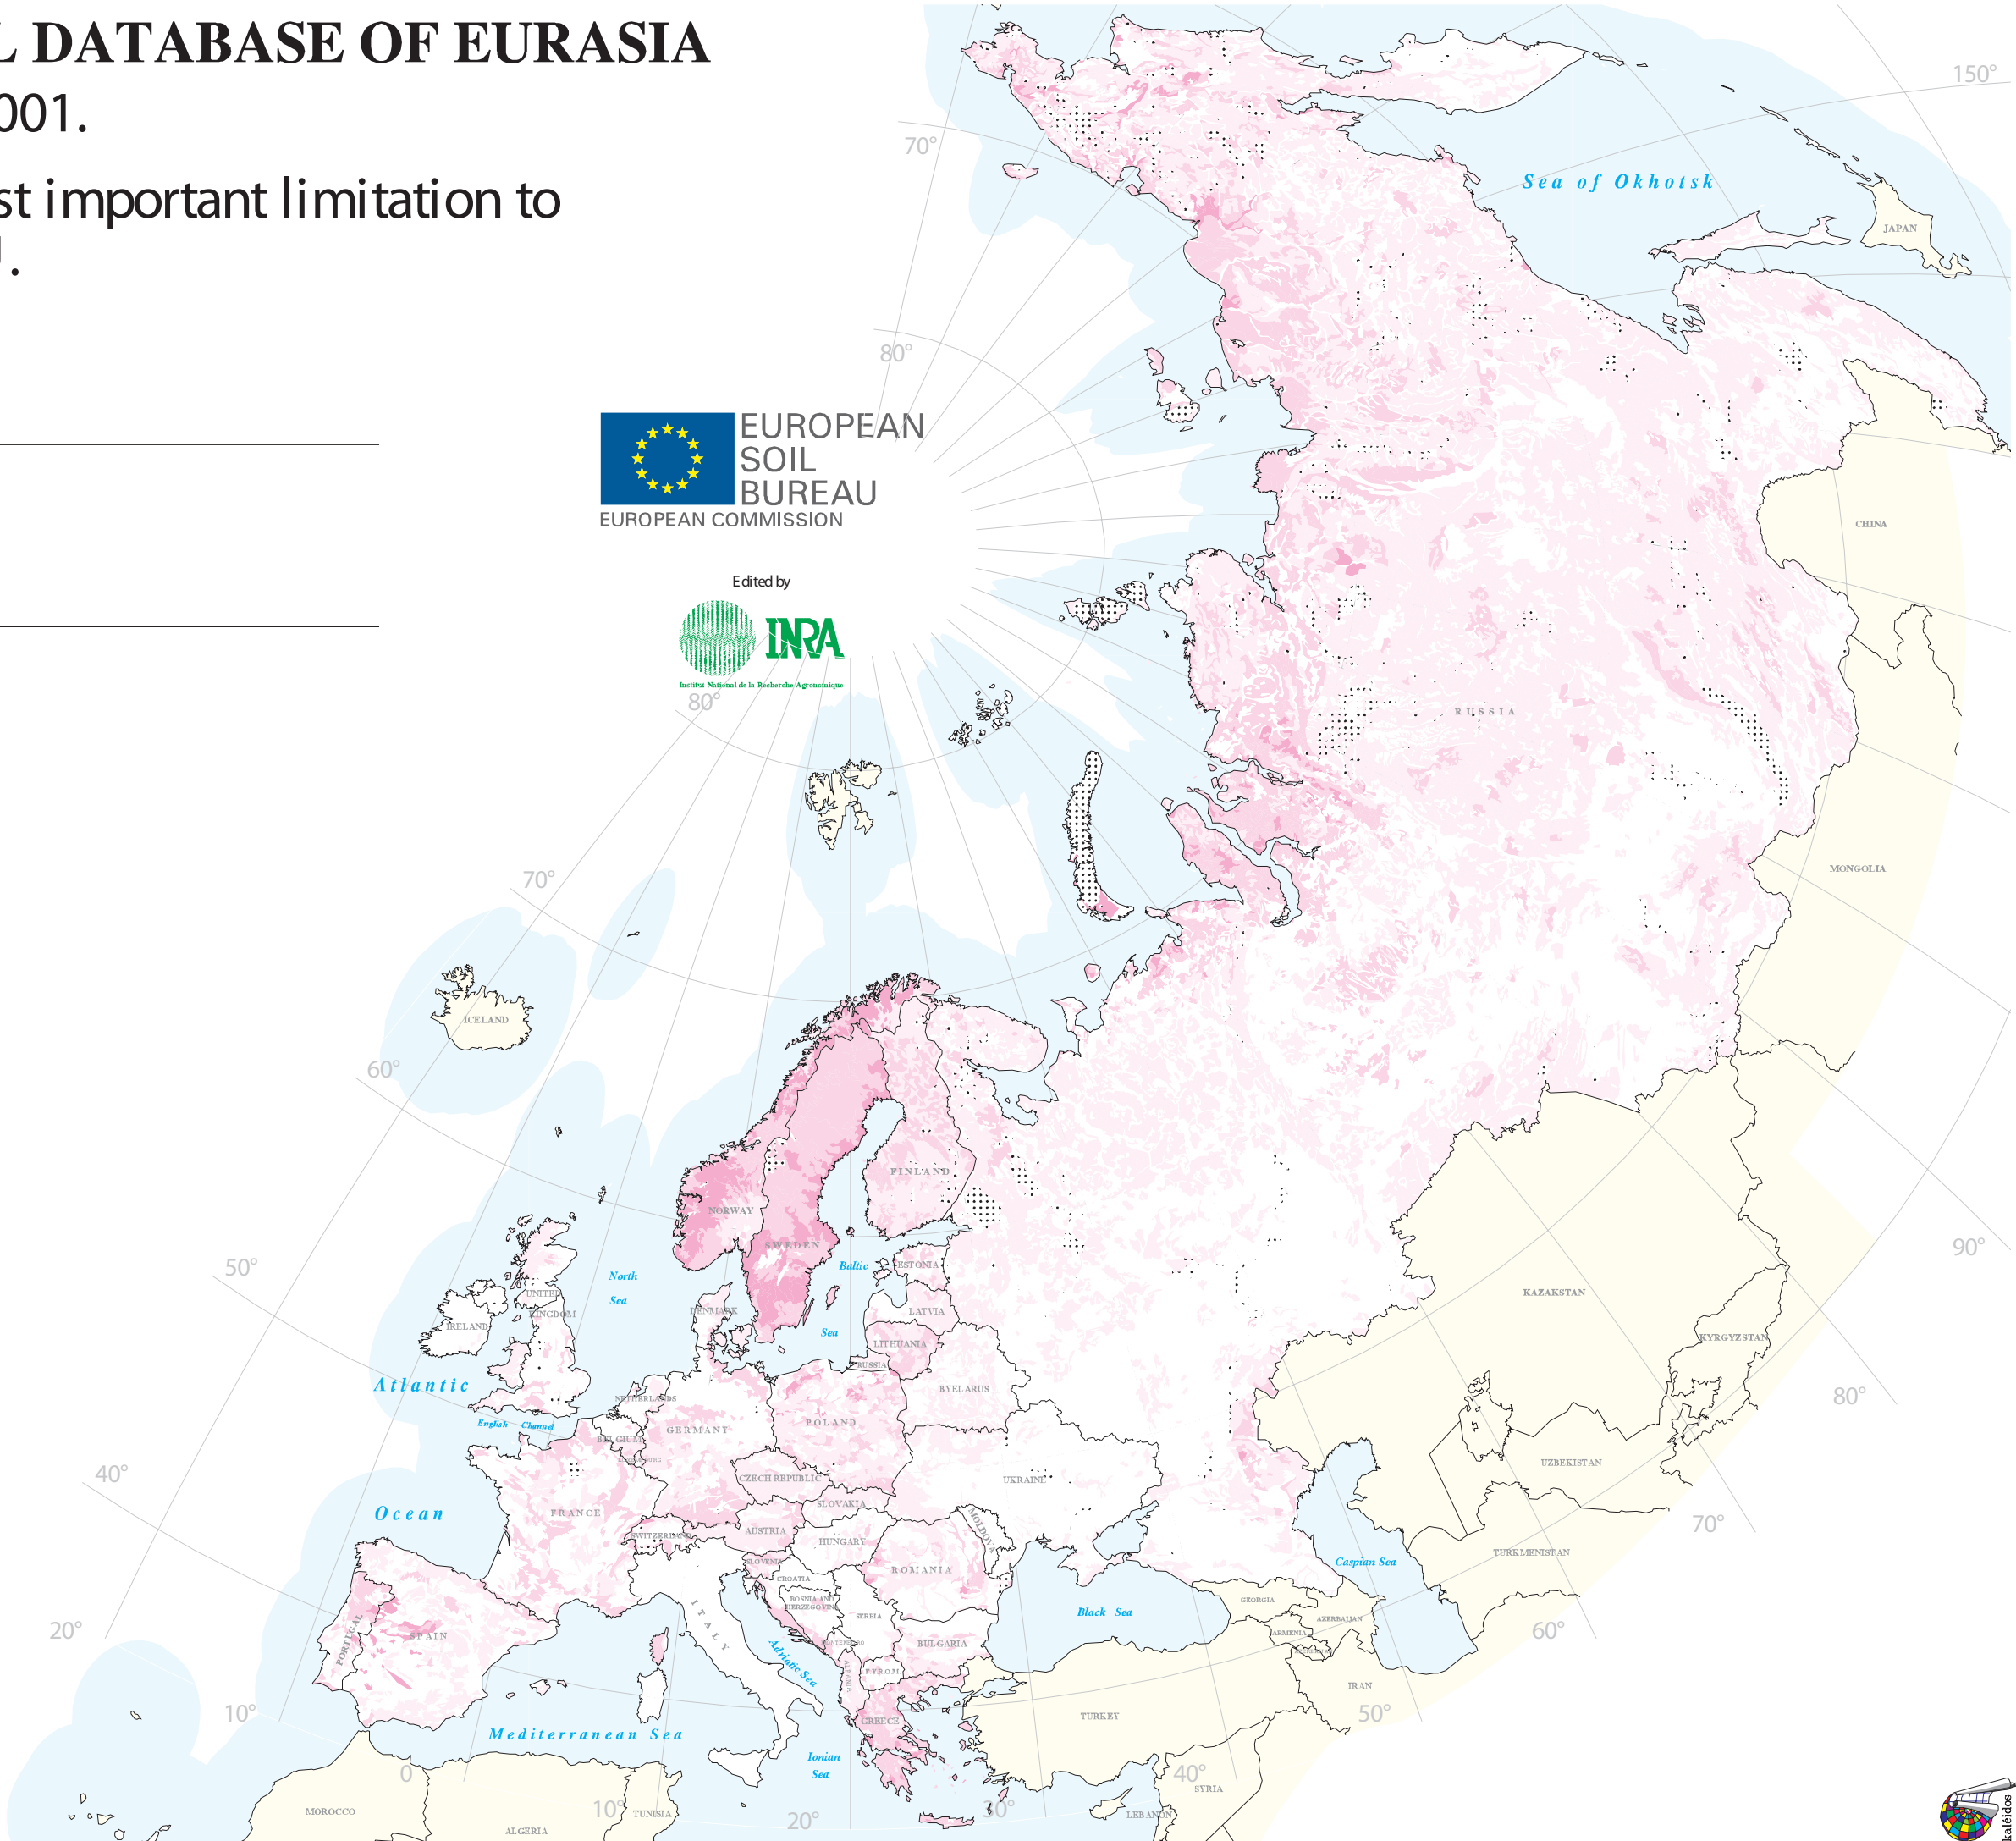 L DATABASE OF EURASIA
001.
st important limitation to
.
EUROPEAN
SOIL
BUREAU
EUROPEAN COMMISSION
Edited by
INRA
Institut National de la Recherche Agronomique
150°
70°
Sea of Okhotsk
JAPAN
80°
CHINA
80°
RUSSIA
70°
MONGOLIA
ICELAND
60°
FINLAND
NORWAY
SWEDEN
90°
50°
North
Sea
Baltic
Sea
ESTONIA
UNITED
KINGDOM
IRELAND
DENMARK
LATVIA
LITHUANIA
RUSSIA
KAZAKSTAN
KYRGYZSTAN
Atlantic
Ocean
English Channel
NETHERLANDS
BYELARUS
80°
BELGIUM
GERMANY
POLAND
40°
CZECH REPUBLIC
UKRAINE
UZBEKISTAN
SLOVAKIA
FRANCE
SWITZERLAND
AUSTRIA
HUNGARY
MOLDOVA
70°
TURKMENISTAN
SLOVENIA
CROATIA
ROMANIA
Caspian Sea
BOSNIA AND
HERZEGOVINA
SERBIA
Black Sea
GEORGIA
AZERBAIJAN
ARMENIA
20°
PORTUGAL
SPAIN
ITALY
Adriatic Sea
BULGARIA
60°
ALBANIA
F.Y.R.O.M.
IRAN
10°
Mediterranean Sea
GREECE
TURKEY
50°
Ionian
Sea
0
40°
SYRIA
MOROCCO
10°
TUNISIA
20°
30°
LEBANON
ALGERIA
kaléidos